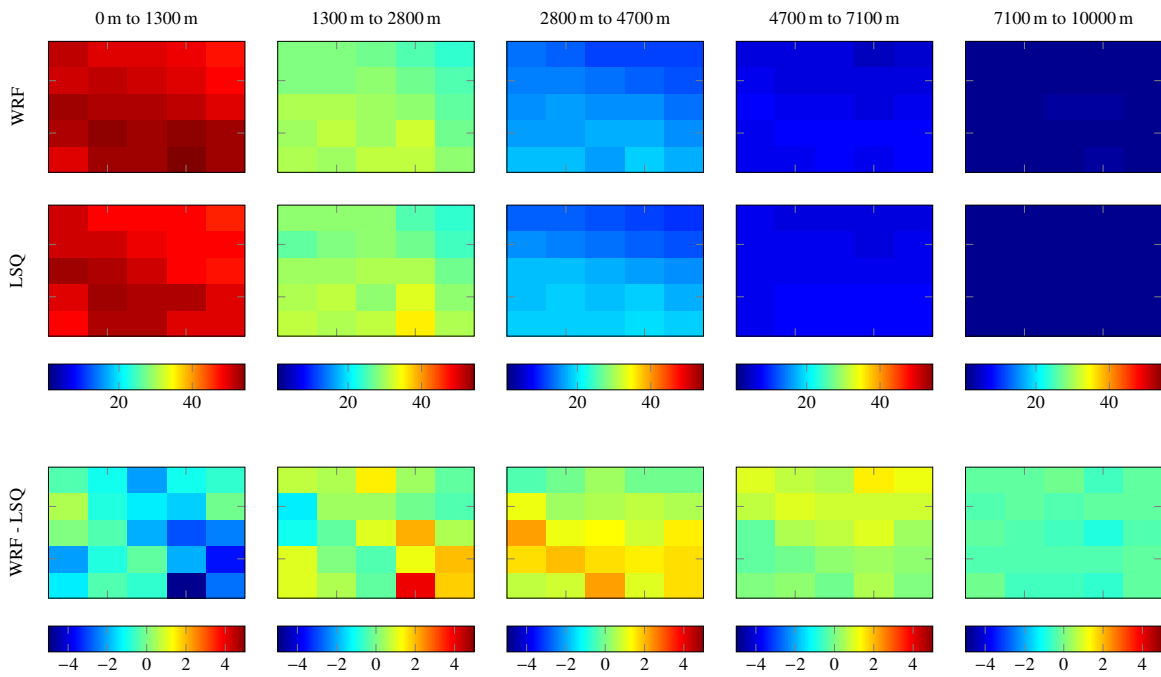 0 m to 1300 m 1300 m to 2800 m 2800 m to 4700 m 4700 m to 7100 m 7100 m to 10000 m
WRF
LSQ
20 40 20 40 20 40 20 40 20 40
WRF - LSQ
−4 −2 0 2 4 −4 −2 0 2 4 −4 −2 0 2 4 −4 −2 0 2 4 −4 −2 0 2 4